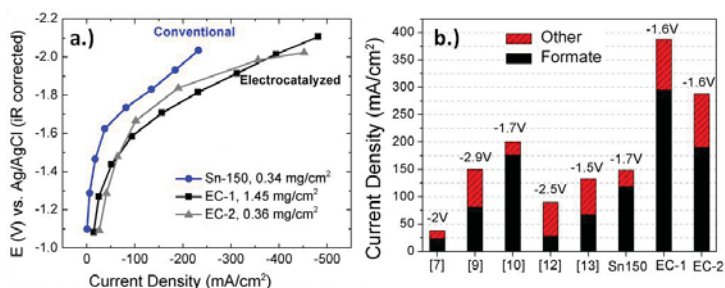 a.)
Conventional
Electrocatalyzed
E (V) vs. Ag/AgCl (iR corrected)
-2.2
-2.0
-1.8
-1.6
-1.4
-1.2
-1.0
Sn-150, 0.34 mg/cm²
EC-1, 1.45 mg/cm²
EC-2, 0.36 mg/cm²
0 -100 -200 -300 -400 -500
Current Density (mA/cm²)
b.)
Other
Formate
Current Density (mA/cm²)
400
350
300
250
200
150
100
50
0
-2V
-2.9V
-1.7V
-2.5V
-1.5V
-1.7V
-1.6V
-1.6V
[7] [9] [10] [12] [13] Sn150 EC-1 EC-2